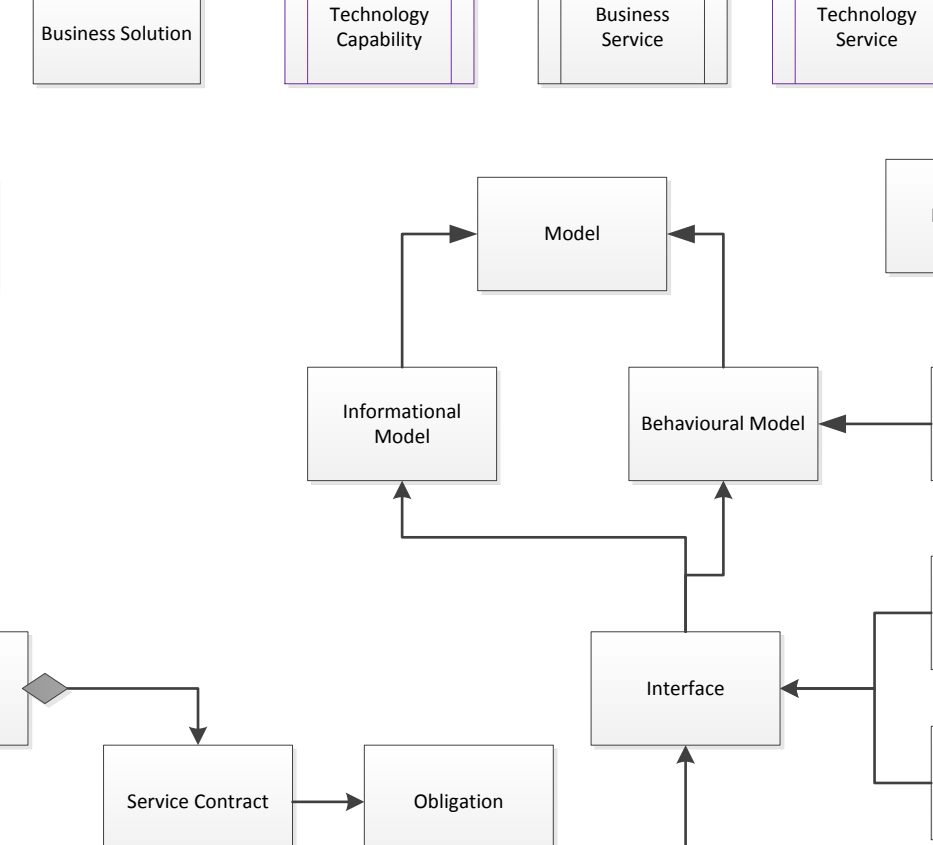 Business Solution
Technology
Capability
Business
Service
Technology
Service
Model
Informational
Model
Behavioural Model
Interface
Service Contract
Obligation